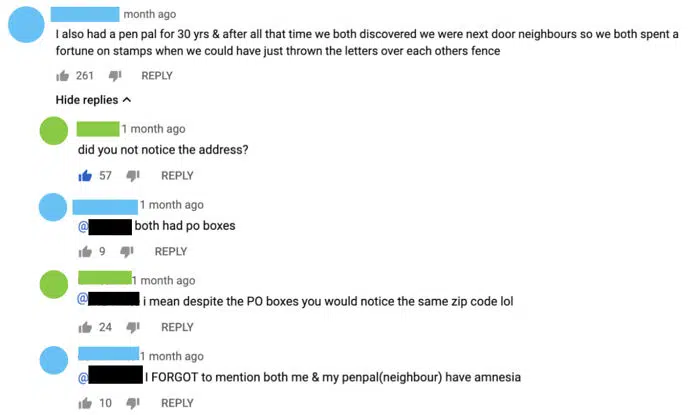 month ago
I also had a pen pal for 30 yrs & after all that time we both discovered we were next door neighbours so we both spent a
fortune on stamps when we could have just thrown the letters over each others fence
261 REPLY
Hide replies
1 month ago
did you not notice the address?
57 REPLY
1 month ago
@ both had po boxes
9 REPLY
1 month ago
@ i mean despite the PO boxes you would notice the same zip code lol
24 REPLY
1 month ago
@ I FORGOT to mention both me & my penpal(neighbour) have amnesia
10 REPLY